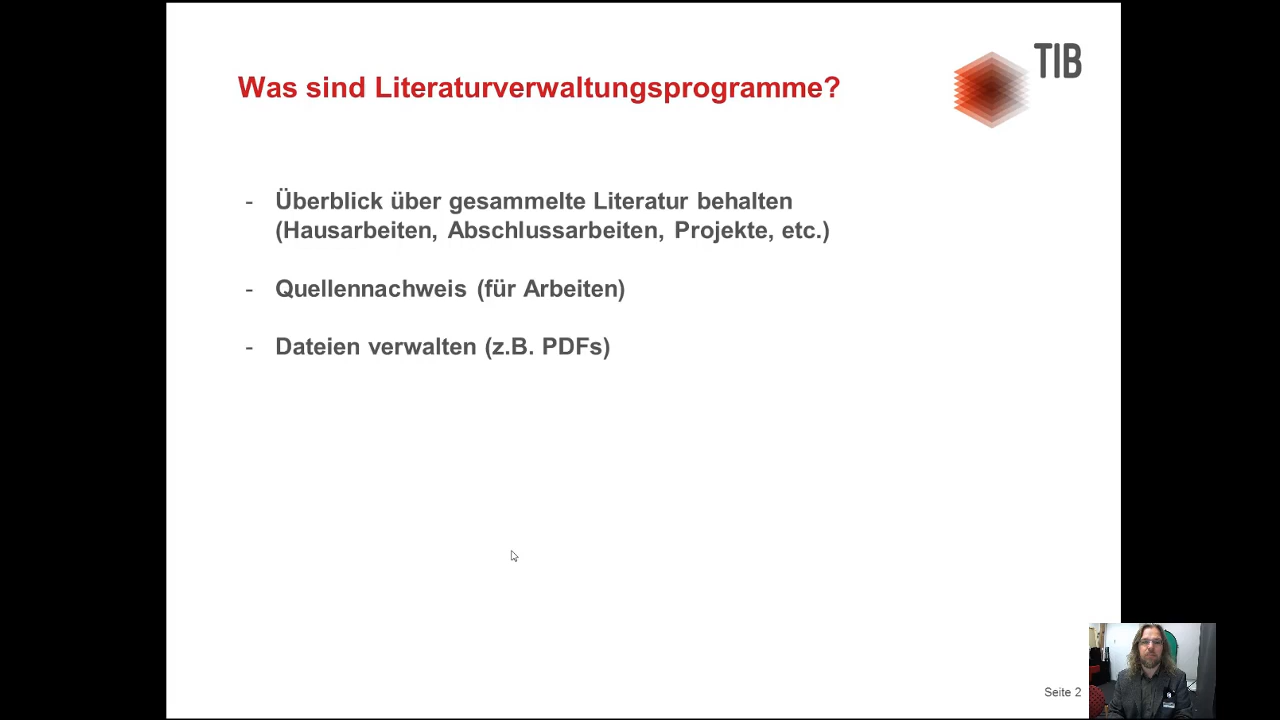 TIB
Was sind Literaturverwaltungsprogramme?
- Überblick über gesammelte Literatur behalten
(Hausarbeiten, Abschlussarbeiten, Projekte, etc.)
- Quellennachweis (für Arbeiten)
- Dateien verwalten (z.B. PDFs)
Seite 2